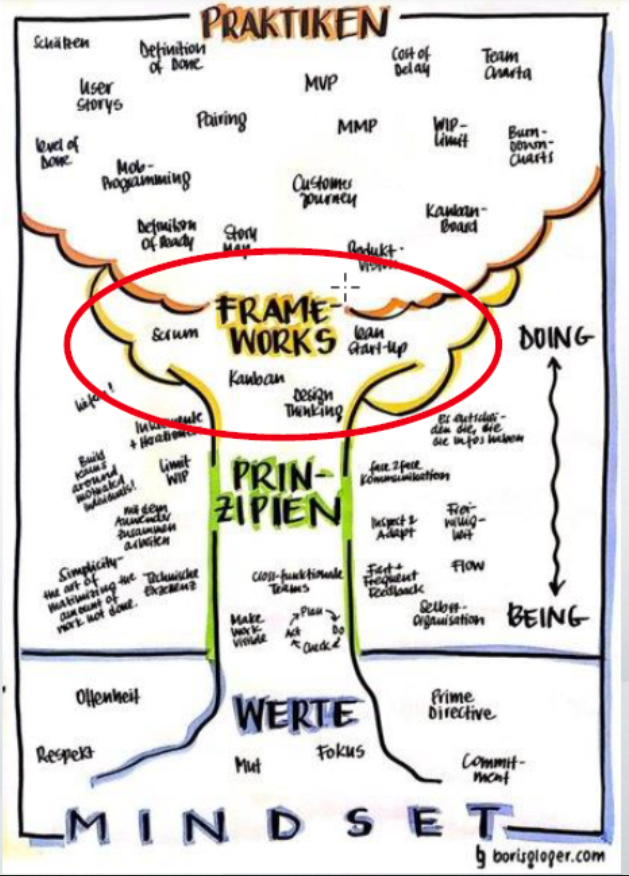 PRAKTIKEN
Schätzen
Definition
of Done
Cost of
Delay
Team
Charta
User
Storys
MVP
Pairing
MMP
WIP-
Limit
Burn-
Down-
Charts
level of
Done
Mob-
Programming
Customer
Journey
Kanban-
Board
Definition
of Ready
Story
Map
Produkt-
Vision
FRAME-
WORKS
Scrum
lean
Start-up
Kanban
Design
Thinking
DOING
liefern!
Inkremente
+ Iterationen
Es entschei-
den die, die
die Infos haben
Build
teams
around
motivated
individuals!
limit
WIP
PRIN-
ZIPIEN
face 2 face
Kommunikation
mit dem
Anwender
zusammen
arbeiten
Inspect &
Adapt
Frei-
willig-
keit
Simplicity-
the art of
maximizing the
amount of
work not done.
Technische
Exzellenz
cross-funktionale
Teams
Fast +
Frequent
Feedback
FLOW
Make
Work
Visible
Plan
Do
Check
Act
Selbst-
organisation
BEING
Offenheit
WERTE
Prime
Directive
Respekt
Mut
Fokus
Commit-
ment
MINDSET
borisgloger.com